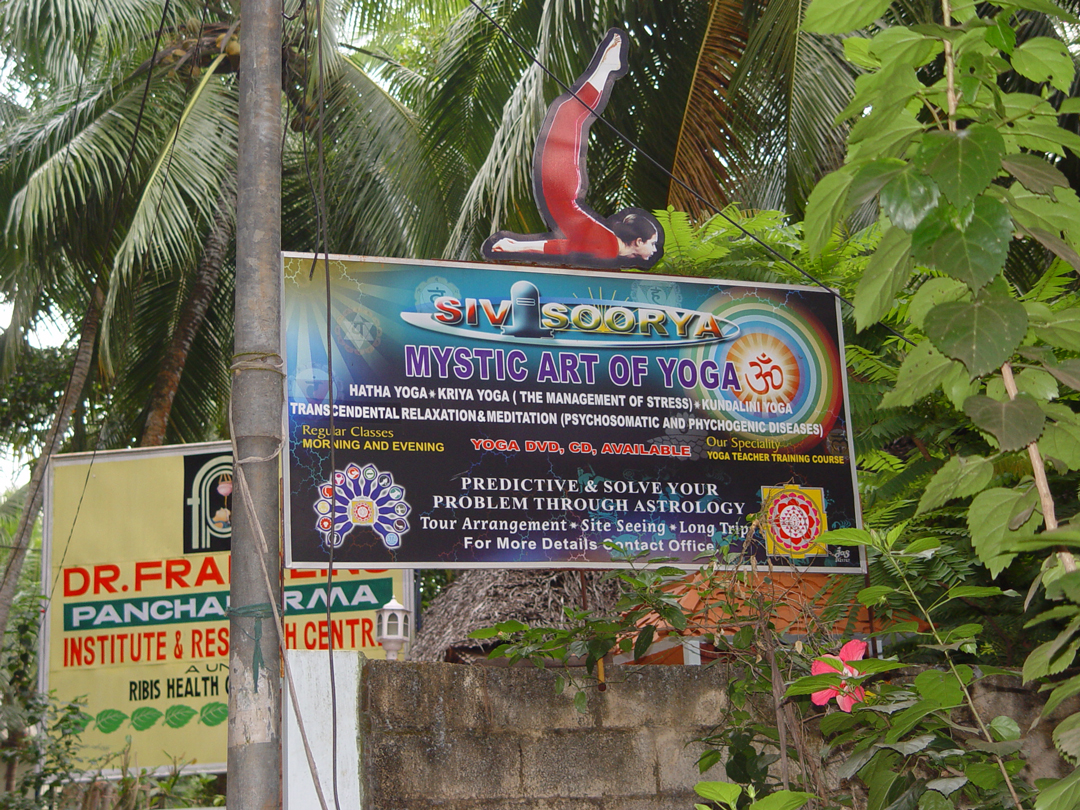 SIV SOORYA
MYSTIC ART OF YOGA
HATHA YOGA * KRIYA YOGA ( THE MANAGEMENT OF STRESS) * KUNDALINI YOGA
TRANSCENDENTAL RELAXATION & MEDITATION (PSYCHOSOMATIC AND PHYCHOGENIC DISEASES)
Regular Classes
MORNING AND EVENING
YOGA DVD, CD, AVAILABLE
Our Speciality
YOGA TEACHER TRAINING COURSE
PREDICTIVE & SOLVE YOUR
PROBLEM THROUGH ASTROLOGY
Tour Arrangement * Site Seeing * Long Trip
For More Details Contact Office
ॐ
DR.FRA
PANCHA RMA
INSTITUTE & RES H CENTR
A UN
RIBIS HEALTH